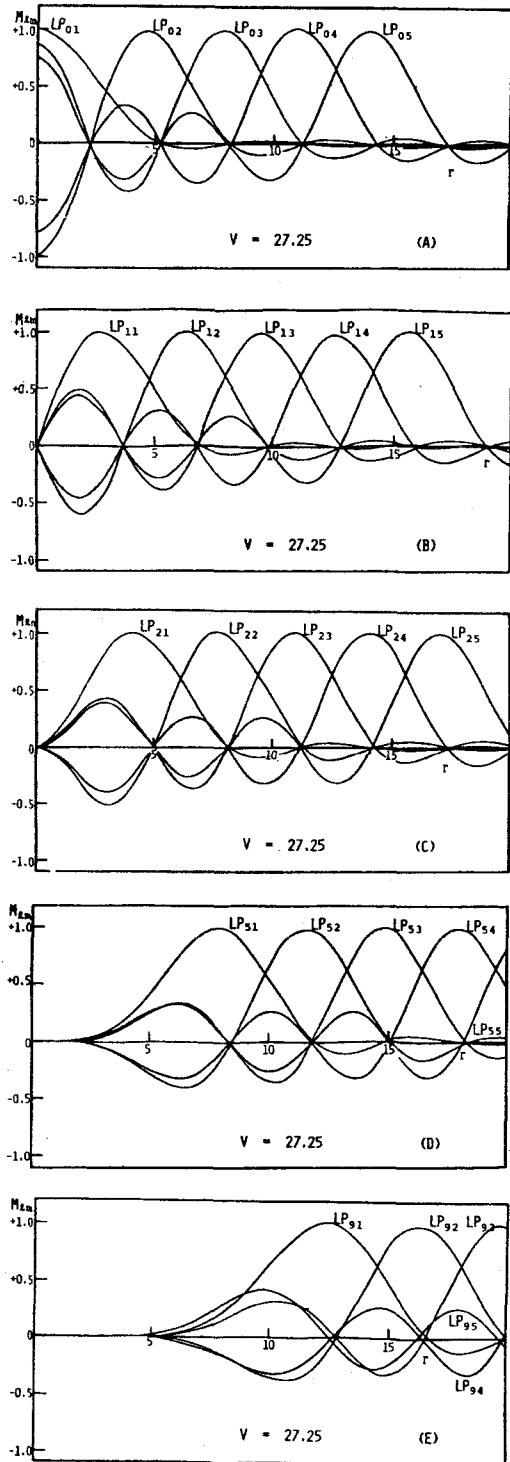 Mℓm LP01 LP02 LP03 LP04 LP05
+1.0
+0.5
0 5 10 15 r
-0.5
-1.0
V = 27.25 (A)
Mℓm LP11 LP12 LP13 LP14 LP15
+1.0
0.5
0 5 10 15 r
-0.5
-1.0
V = 27.25 (B)
LP21 LP22 LP23 LP24 LP25
+1.0
+0.5
0 5 10 15 r
-0.5
-1.0
V = 27.25 (C)
Mℓm LP51 LP52 LP53 LP54
+1.0
+0.5
LP55
0 5 10 15 r
-0.5
-1.0
V = 27.25 (D)
Mℓm LP91 LP92 LP93
+1.0
+0.5
LP95
0 5 10 15 r
LP94
-0.5
-1.0
V = 27.25 (E)